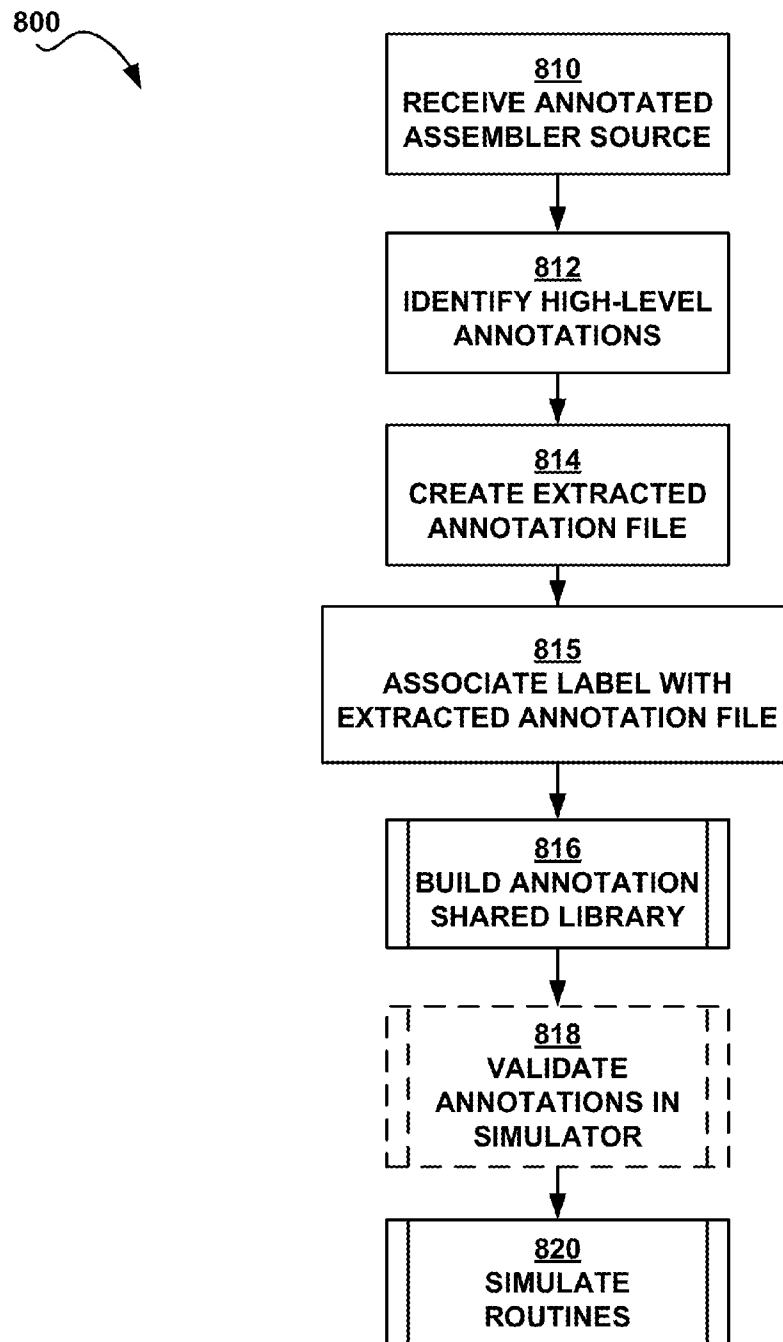 800
810
RECEIVE ANNOTATED
ASSEMBLER SOURCE
812
IDENTIFY HIGH-LEVEL
ANNOTATIONS
814
CREATE EXTRACTED
ANNOTATION FILE
815
ASSOCIATE LABEL WITH
EXTRACTED ANNOTATION FILE
816
BUILD ANNOTATION
SHARED LIBRARY
818
VALIDATE
ANNOTATIONS IN
SIMULATOR
820
SIMULATE
ROUTINES